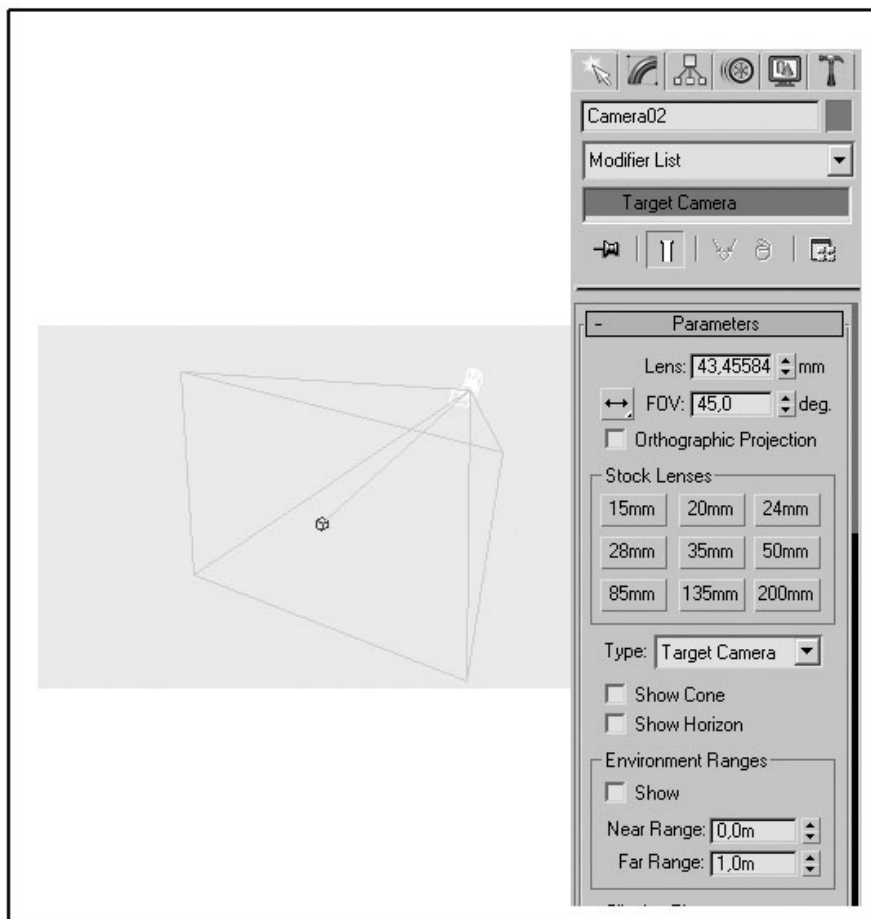 Camera02
Modifier List
Target Camera
- Parameters
Lens: 43,45584 mm
FOV: 45,0 deg.
Orthographic Projection
Stock Lenses
15mm 20mm 24mm
28mm 35mm 50mm
85mm 135mm 200mm
Type: Target Camera
Show Cone
Show Horizon
Environment Ranges
Show
Near Range: 0,0m
Far Range: 1,0m